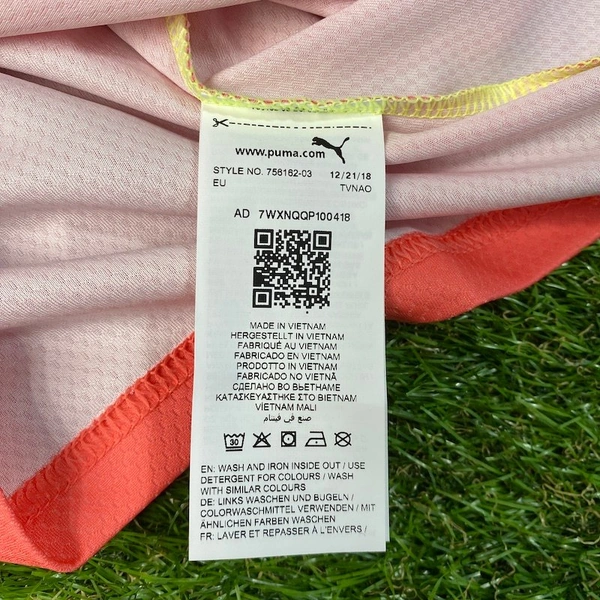 www.puma.com
STYLE NO. 756162-03 12/21/18
EU TVNAO
AD 7WXNQQP100418
MADE IN VIETNAM
HERGESTELLT IN VIETNAM
FABRIQUÉ AU VIETNAM
FABRICADO EN VIETNAM
PRODOTTO IN VIETNAM
FABRICADO NO VIETNÃ
СДЕЛАНО ВО ВЬЕТНАМЕ
ΚΑΤΑΣΚΕΥΑΣΤΗΚΕ ΣΤΟ ΒΙΕΤΝΑΜ
VİETNAM MALI
صنع في فيتنام
30
EN: WASH AND IRON INSIDE OUT / USE
DETERGENT FOR COLOURS / WASH
WITH SIMILAR COLOURS
DE: LINKS WASCHEN UND BUGELN /
COLORWASCHMITTEL VERWENDEN / MIT
ÄHNLICHEN FARBEN WASCHEN
FR: LAVER ET REPASSER À L'ENVERS /